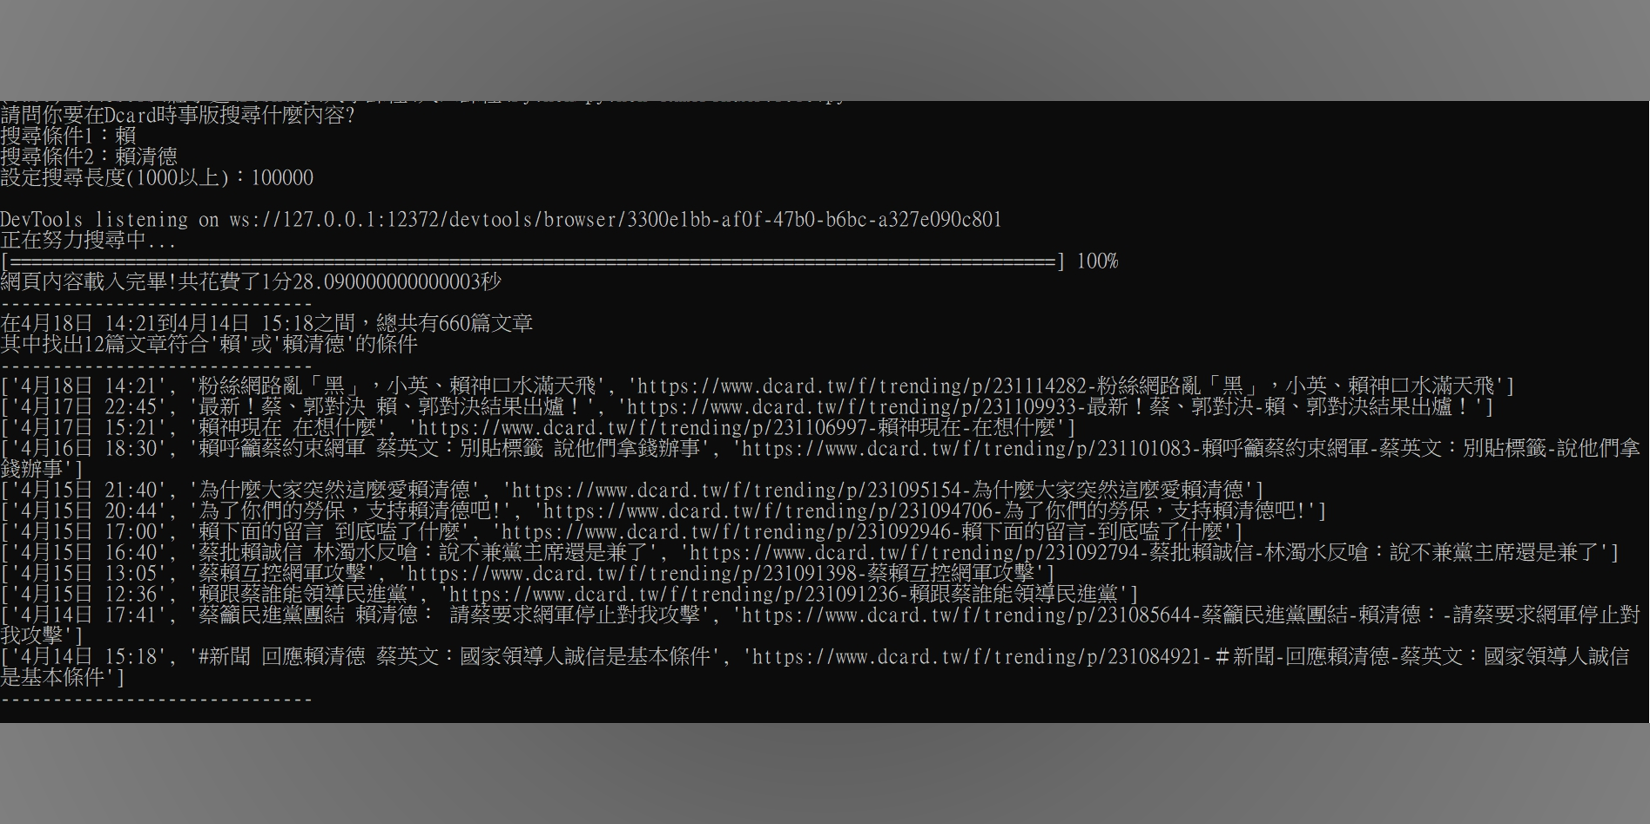 請問你要在Dcard時事版搜尋什麼內容?
搜尋條件1：賴
搜尋條件2：賴清德
設定搜尋長度(1000以上)：100000
DevTools listening on ws://127.0.0.1:12372/devtools/browser/3300e1bb-af0f-47b0-b6bc-a327e090c801
正在努力搜尋中...
[====================================================================================================] 100%
網頁內容載入完畢!共花費了1分28.090000000000003秒
------------------------------
在4月18日 14:21到4月14日 15:18之間，總共有660篇文章
其中找出12篇文章符合'賴'或'賴清德'的條件
------------------------------
['4月18日 14:21', '粉絲網路亂「黑」，小英、賴神口水滿天飛', 'https://www.dcard.tw/f/trending/p/231114282-粉絲網路亂「黑」，小英、賴神口水滿天飛']
['4月17日 22:45', '最新！蔡、郭對決 賴、郭對決結果出爐！', 'https://www.dcard.tw/f/trending/p/231109933-最新！蔡、郭對決-賴、郭對決結果出爐！']
['4月17日 15:21', '賴神現在 在想什麼', 'https://www.dcard.tw/f/trending/p/231106997-賴神現在-在想什麼']
['4月16日 18:30', '賴呼籲蔡約束網軍 蔡英文：別貼標籤 說他們拿錢辦事', 'https://www.dcard.tw/f/trending/p/231101083-賴呼籲蔡約束網軍-蔡英文：別貼標籤-說他們拿
錢辦事']
['4月15日 21:40', '為什麼大家突然這麼愛賴清德', 'https://www.dcard.tw/f/trending/p/231095154-為什麼大家突然這麼愛賴清德']
['4月15日 20:44', '為了你們的勞保，支持賴清德吧!', 'https://www.dcard.tw/f/trending/p/231094706-為了你們的勞保，支持賴清德吧!']
['4月15日 17:00', '賴下面的留言 到底嗑了什麼', 'https://www.dcard.tw/f/trending/p/231092946-賴下面的留言-到底嗑了什麼']
['4月15日 16:40', '蔡批賴誠信 林濁水反嗆：說不兼黨主席還是兼了', 'https://www.dcard.tw/f/trending/p/231092794-蔡批賴誠信-林濁水反嗆：說不兼黨主席還是兼了']
['4月15日 13:05', '蔡賴互控網軍攻擊', 'https://www.dcard.tw/f/trending/p/231091398-蔡賴互控網軍攻擊']
['4月15日 12:36', '賴跟蔡誰能領導民進黨', 'https://www.dcard.tw/f/trending/p/231091236-賴跟蔡誰能領導民進黨']
['4月14日 17:41', '蔡籲民進黨團結 賴清德： 請蔡要求網軍停止對我攻擊', 'https://www.dcard.tw/f/trending/p/231085644-蔡籲民進黨團結-賴清德：-請蔡要求網軍停止對
我攻擊']
['4月14日 15:18', '#新聞 回應賴清德 蔡英文：國家領導人誠信是基本條件', 'https://www.dcard.tw/f/trending/p/231084921-＃新聞-回應賴清德-蔡英文：國家領導人誠信
是基本條件']
------------------------------